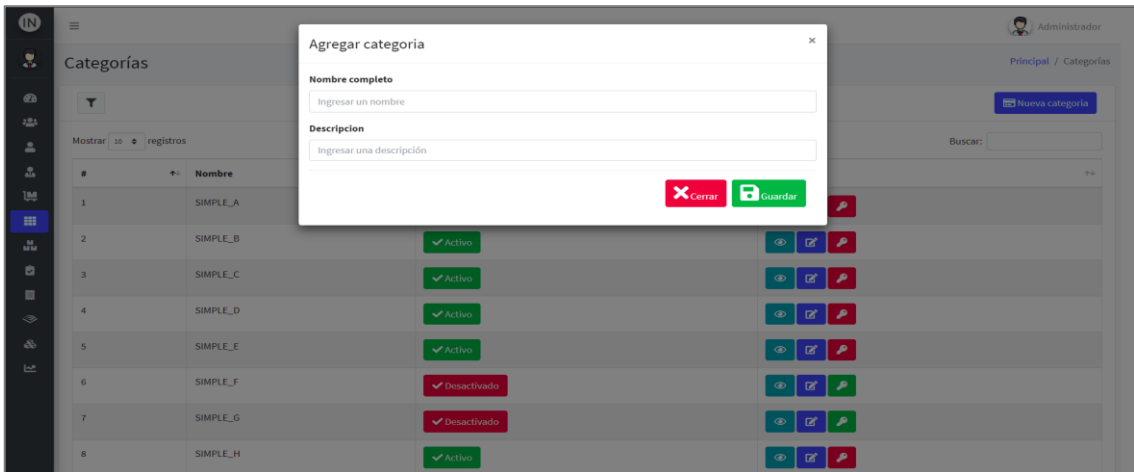 IN
Administrador
Agregar categoria ×
Categorías
Principal / Categorías
Nombre completo
Ingresar un nombre
Nueva categoria
Descripcion
Mostrar 10 registros
Buscar:
Ingresar una descripción
# Nombre
Cerrar Guardar
1 SIMPLE_A
2 SIMPLE_B Activo
3 SIMPLE_C Activo
4 SIMPLE_D Activo
5 SIMPLE_E Activo
6 SIMPLE_F Desactivado
7 SIMPLE_G Desactivado
8 SIMPLE_H Activo